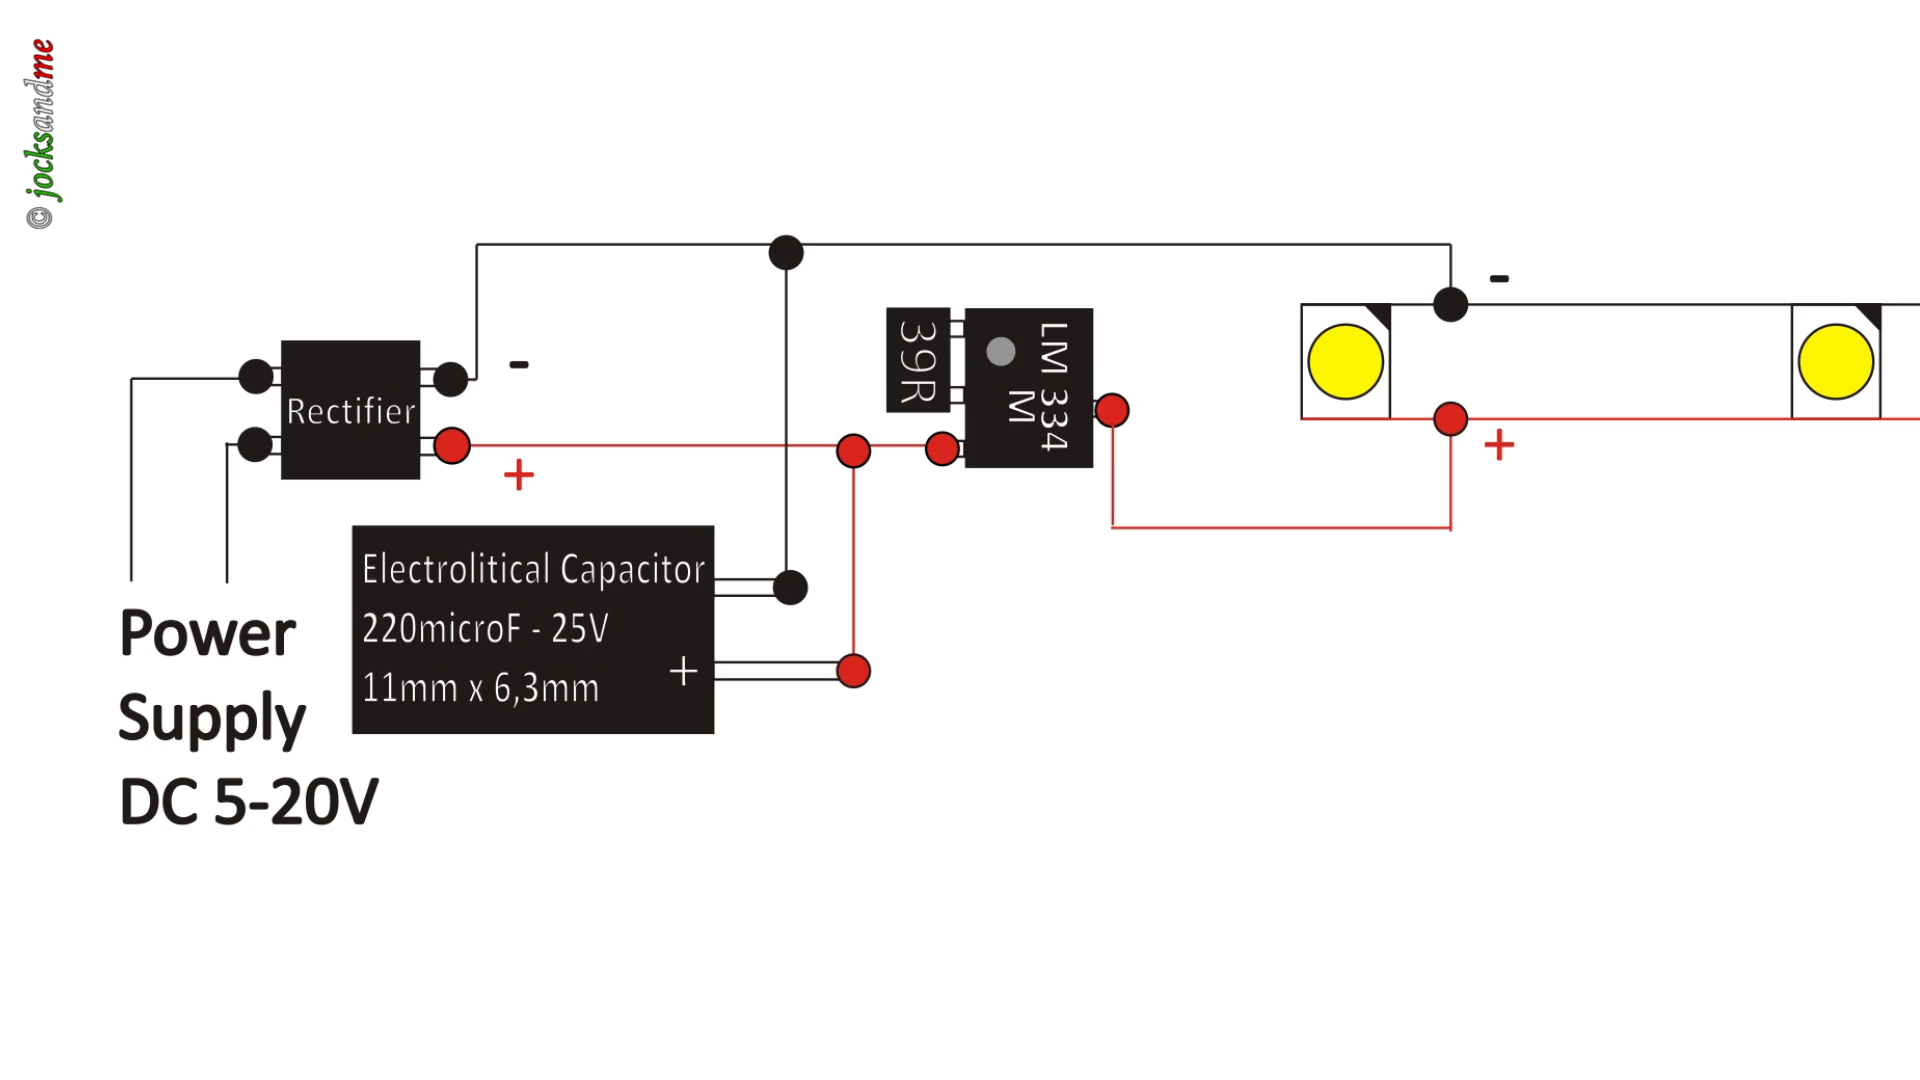 © jocksandme
-
-
39R
LM 334
M
Rectifier
+
+
Electrolitical Capacitor
220microF - 25V
11mm x 6,3mm
+
Power
Supply
DC 5-20V